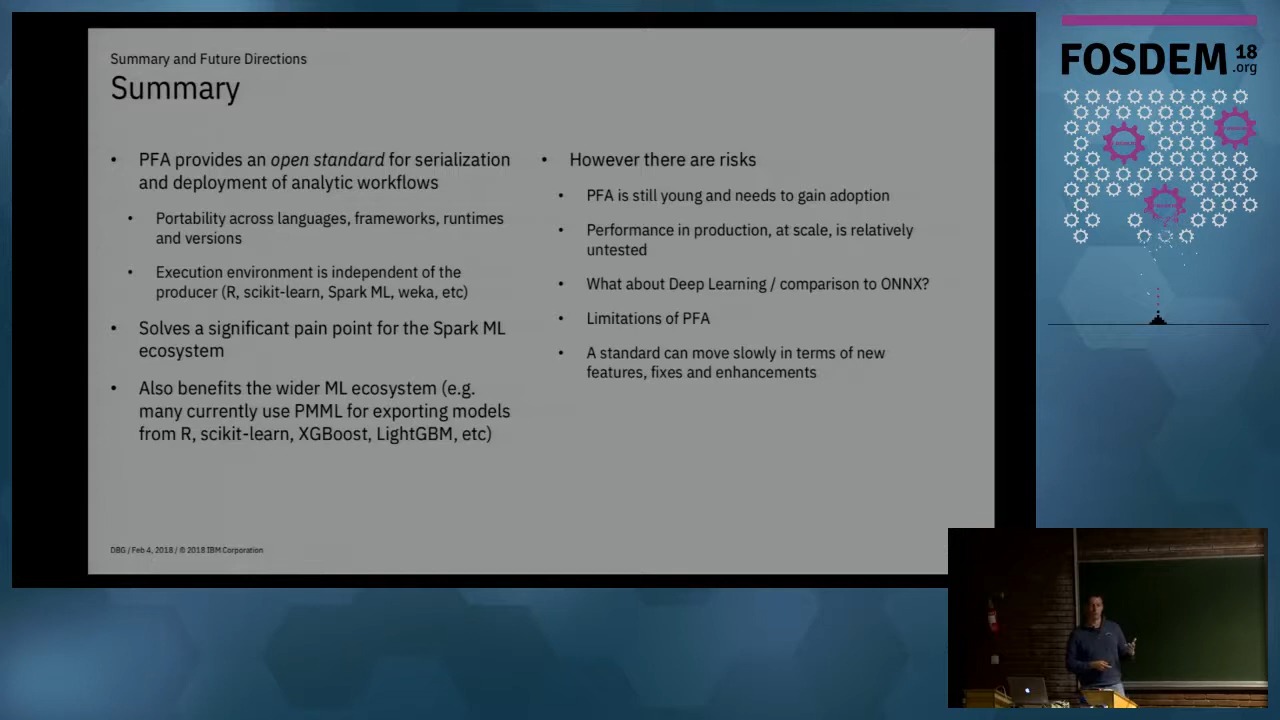 Summary and Future Directions
Summary
• PFA provides an open standard for serialization
and deployment of analytic workflows
• Portability across languages, frameworks, runtimes
and versions
• Execution environment is independent of the
producer (R, scikit-learn, Spark ML, weka, etc)
• Solves a significant pain point for the Spark ML
ecosystem
• Also benefits the wider ML ecosystem (e.g.
many currently use PMML for exporting models
from R, scikit-learn, XGBoost, LightGBM, etc)
• However there are risks
• PFA is still young and needs to gain adoption
• Performance in production, at scale, is relatively
untested
• What about Deep Learning / comparison to ONNX?
• Limitations of PFA
• A standard can move slowly in terms of new
features, fixes and enhancements
DBG / Feb 4, 2018 / © 2018 IBM Corporation
FOSDEM 18
.org